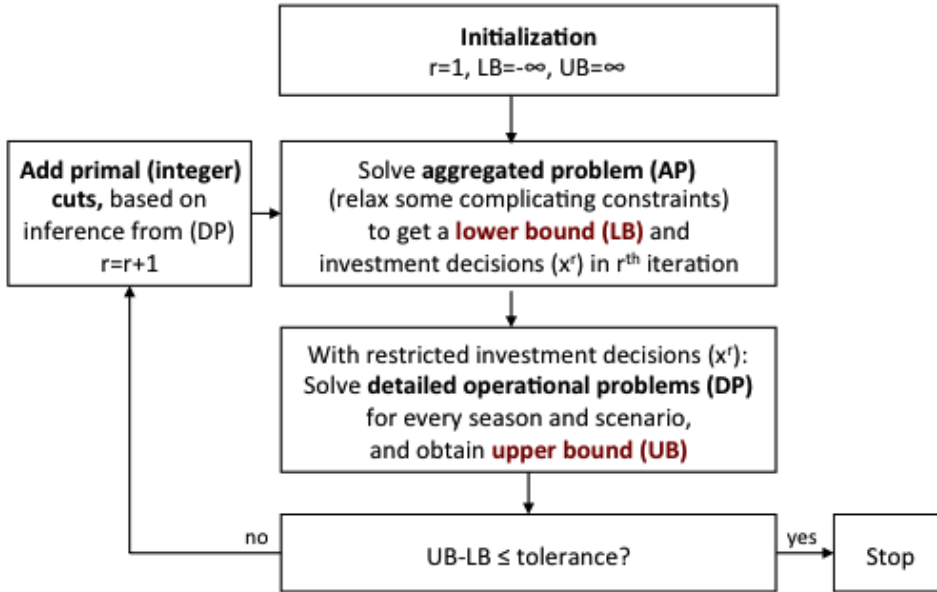 Initialization
r=1, LB=-∞, UB=∞
Add primal (integer)
cuts, based on
inference from (DP)
r=r+1
Solve aggregated problem (AP)
(relax some complicating constraints)
to get a lower bound (LB) and
investment decisions (xʳ) in rᵗʰ iteration
With restricted investment decisions (xʳ):
Solve detailed operational problems (DP)
for every season and scenario,
and obtain upper bound (UB)
no
UB-LB ≤ tolerance?
yes
Stop